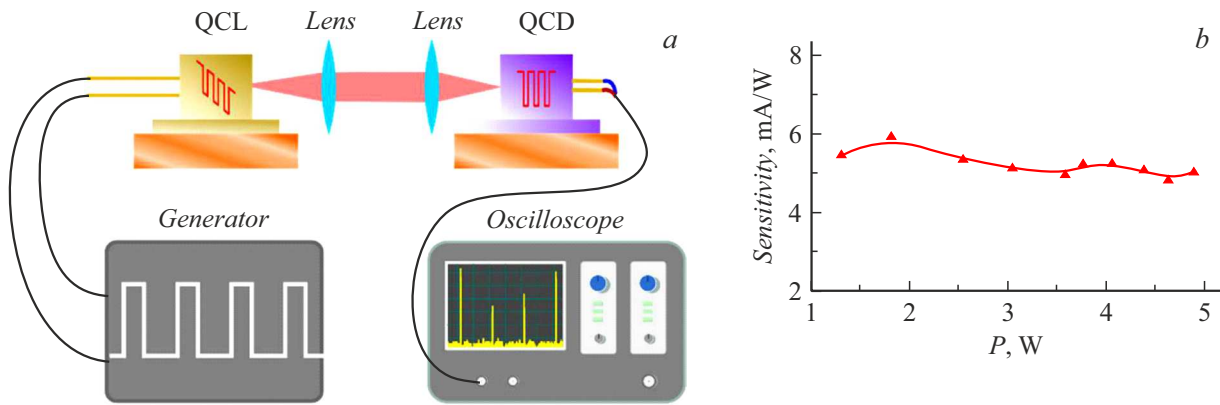 QCL
Lens
Lens
QCD
a
Generator
Oscilloscope
b
Sensitivity, mA/W
8
6
4
2
1
2
3
4
5
P, W